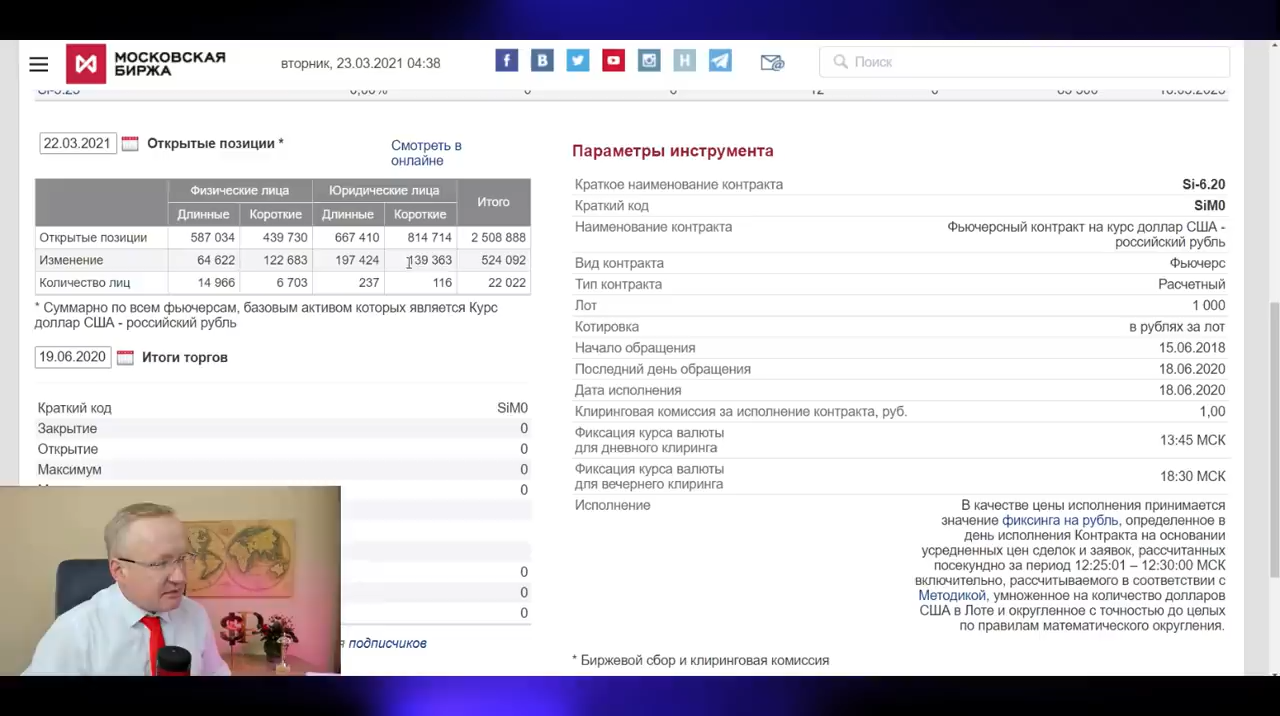 МОСКОВСКАЯ
БИРЖА
вторник, 23.03.2021 04:38
Поиск
Si-3.23 0,00% 0 0 12 0
22.03.2021 Открытые позиции *
Смотреть в
онлайне
Физические лица Юридические лица Итого
Длинные Короткие Длинные Короткие
Открытые позиции 587 034 439 730 667 410 814 714 2 508 888
Изменение 64 622 122 683 197 424 139 363 524 092
Количество лиц 14 966 6 703 237 116 22 022
* Суммарно по всем фьючерсам, базовым активом которых является Курс
доллар США - российский рубль
19.06.2020 Итоги торгов
Краткий код SiM0
Закрытие 0
Открытие 0
Максимум 0
0
0
0
0
подписчиков
Параметры инструмента
Краткое наименование контракта Si-6.20
Краткий код SiM0
Наименование контракта Фьючерсный контракт на курс доллар США -
российский рубль
Вид контракта Фьючерс
Тип контракта Расчетный
Лот 1 000
Котировка в рублях за лот
Начало обращения 15.06.2018
Последний день обращения 18.06.2020
Дата исполнения 18.06.2020
Клиринговая комиссия за исполнение контракта, руб. 1,00
Фиксация курса валюты
для дневного клиринга 13:45 МСК
Фиксация курса валюты
для вечернего клиринга 18:30 МСК
Исполнение В качестве цены исполнения принимается
значение фиксинга на рубль, определенное в
день исполнения Контракта на основании
усредненных цен сделок и заявок, рассчитанных
посекундно за период 12:25:01 – 12:30:00 МСК
включительно, рассчитываемого в соответствии с
Методикой, умноженное на количество долларов
США в Лоте и округленное с точностью до целых
по правилам математического округления.
* Биржевой сбор и клиринговая комиссия